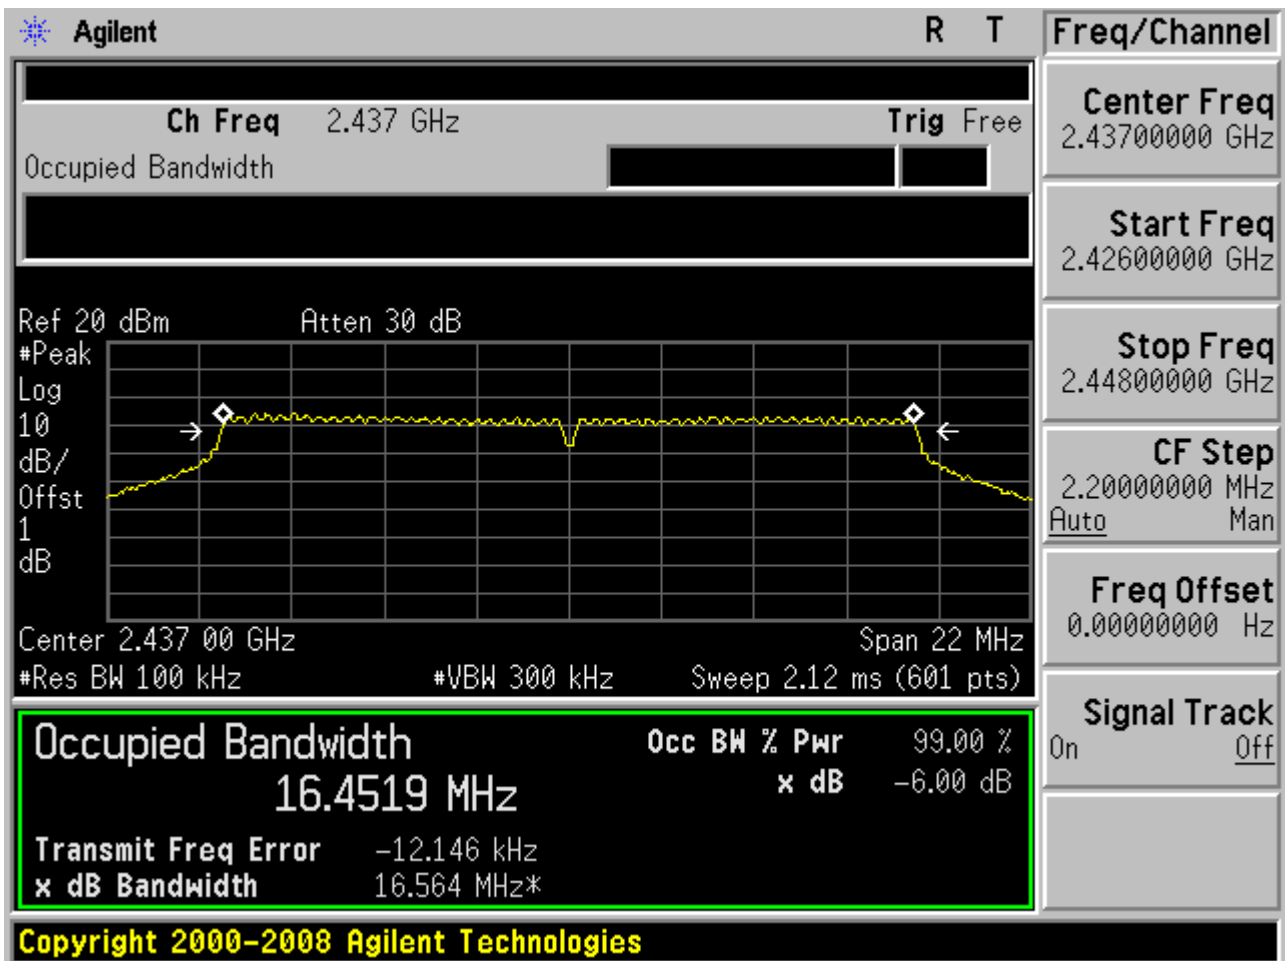 Agilent R T
Freq/Channel
Ch Freq 2.437 GHz Trig Free
Occupied Bandwidth
Center Freq
2.43700000 GHz
Start Freq
2.42600000 GHz
Stop Freq
2.44800000 GHz
CF Step
2.20000000 MHz
Auto Man
Freq Offset
0.00000000 Hz
Signal Track
On Off
Ref 20 dBm Atten 30 dB
#Peak
Log
10
dB/
Offst
1
dB
Center 2.437 00 GHz Span 22 MHz
#Res BW 100 kHz #VBW 300 kHz Sweep 2.12 ms (601 pts)
Occupied Bandwidth Occ BW % Pwr 99.00 %
16.4519 MHz x dB -6.00 dB
Transmit Freq Error -12.146 kHz
x dB Bandwidth 16.564 MHz*
Copyright 2000-2008 Agilent Technologies